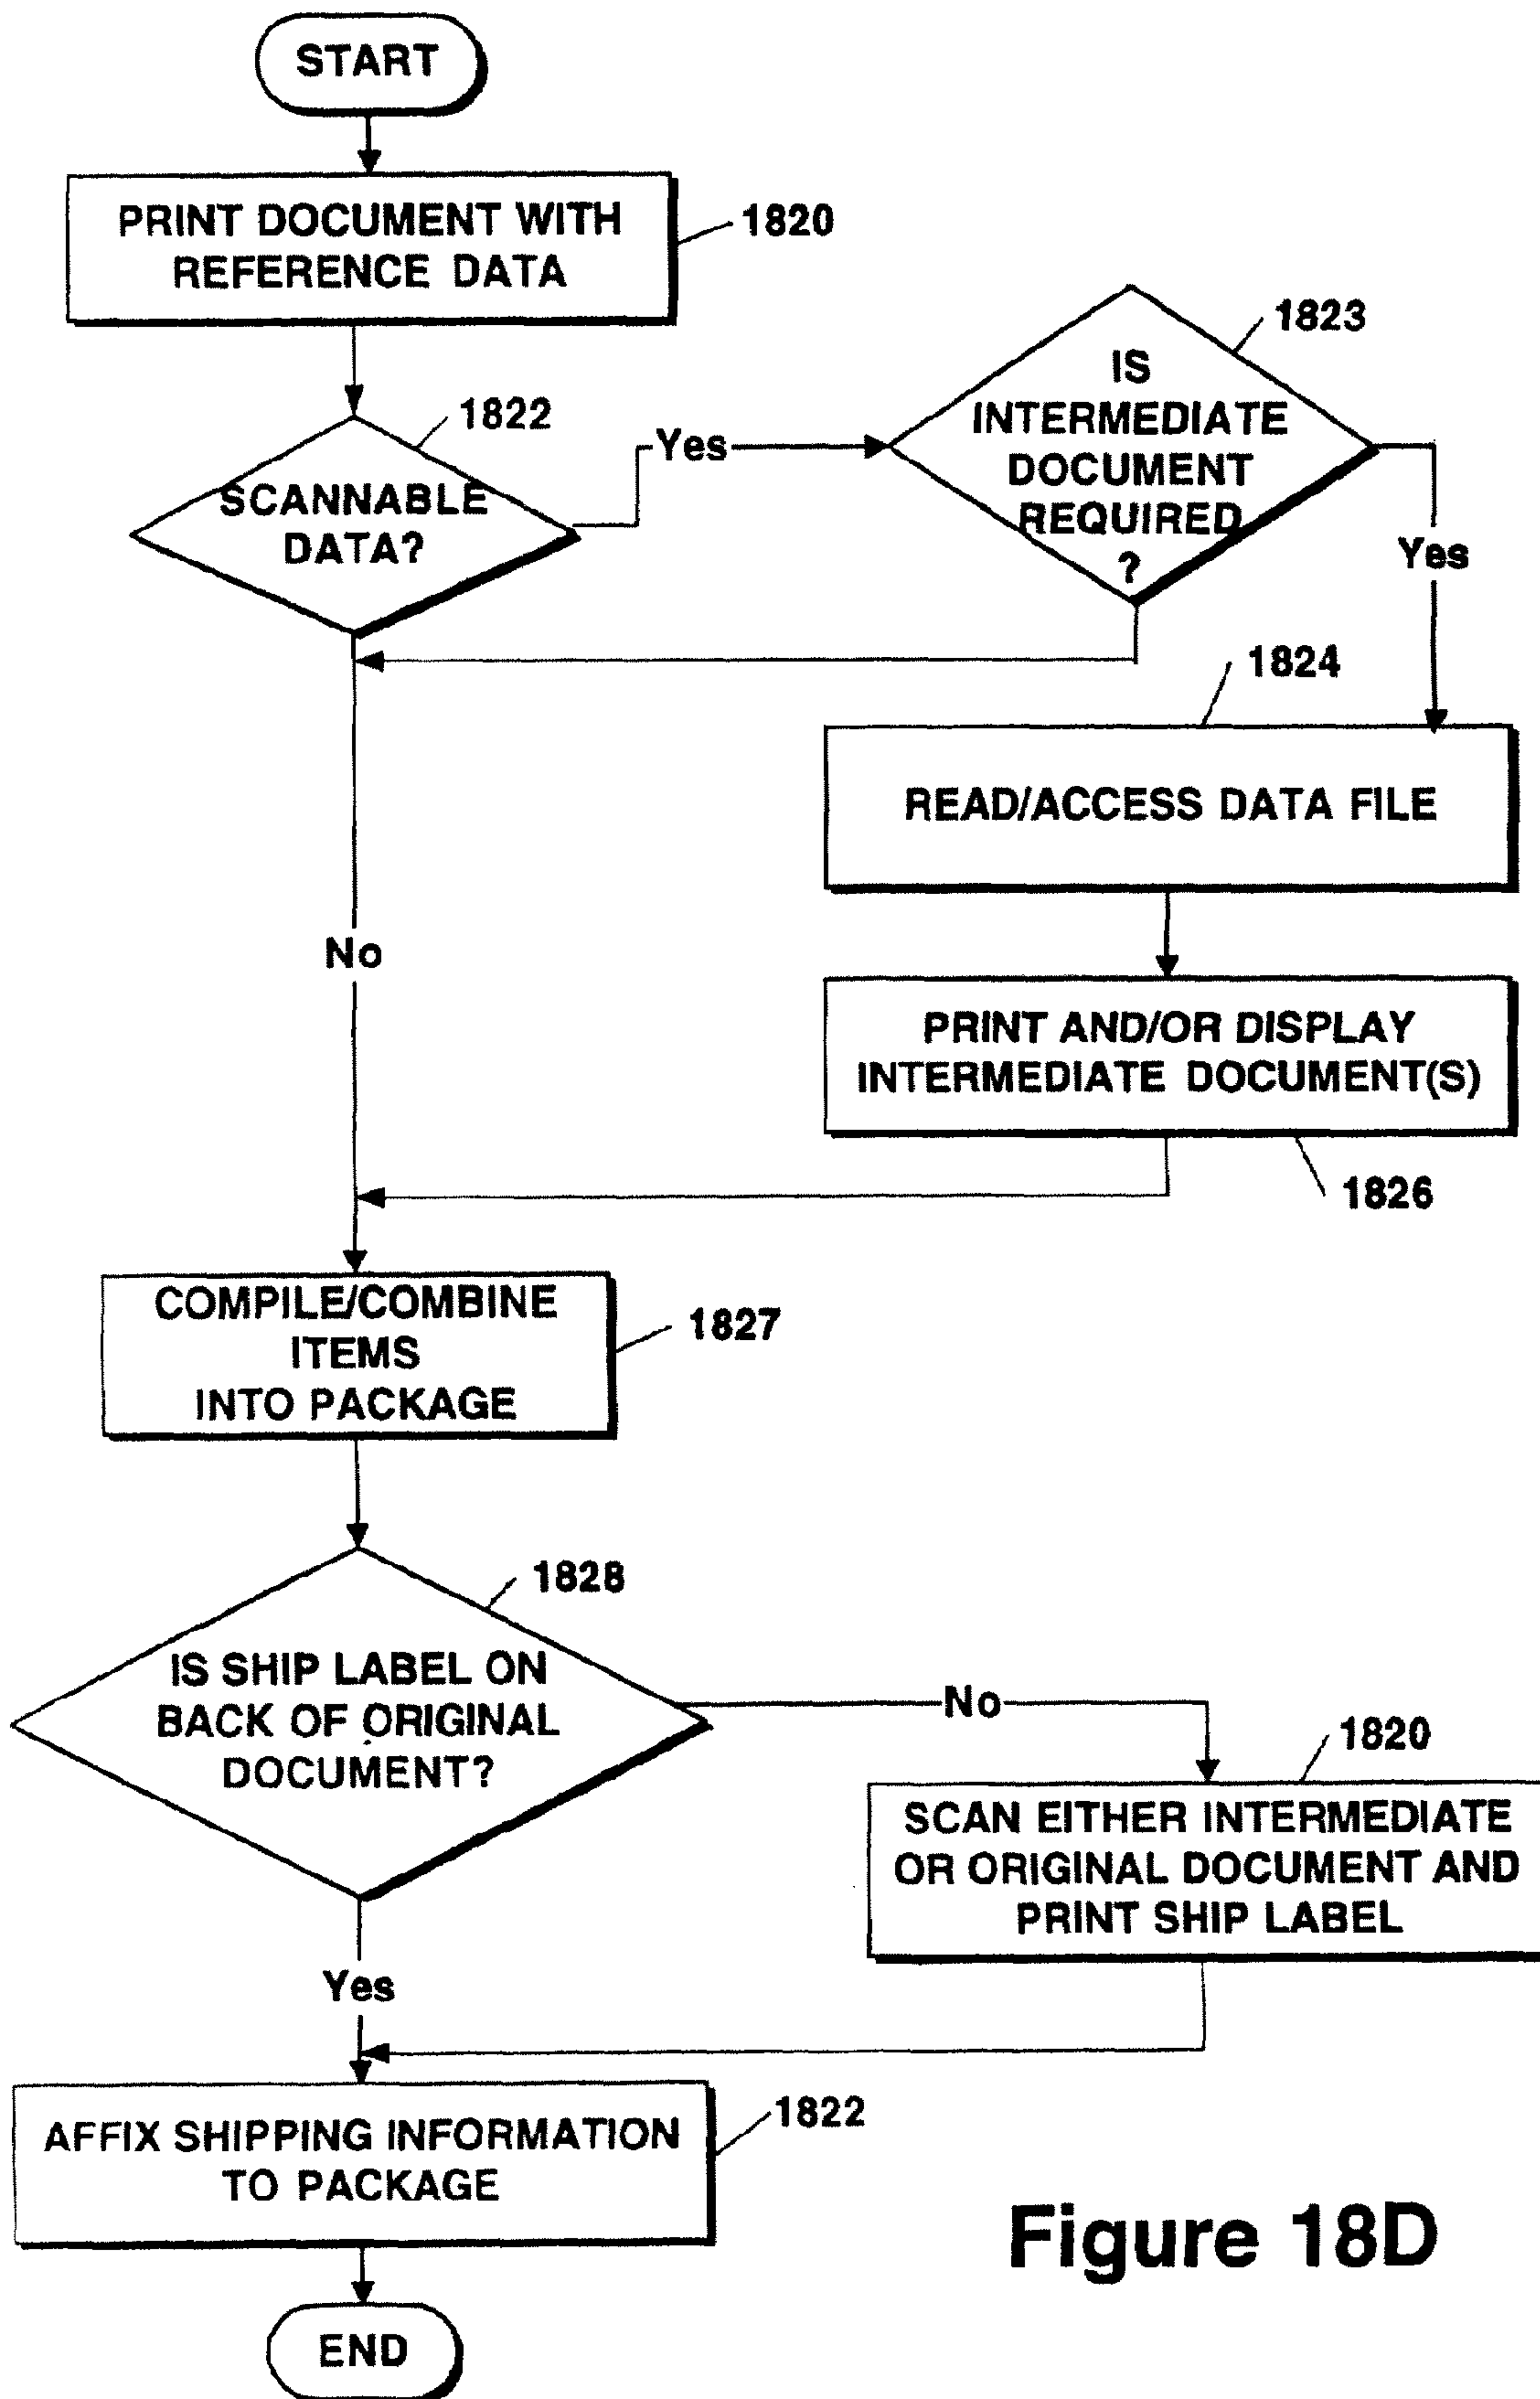 START
PRINT DOCUMENT WITH
REFERENCE DATA
1820
1822
SCANNABLE
DATA?
Yes
1823
IS
INTERMEDIATE
DOCUMENT
REQUIRED
?
Yes
1824
READ/ACCESS DATA FILE
No
PRINT AND/OR DISPLAY
INTERMEDIATE DOCUMENT(S)
1826
COMPILE/COMBINE
ITEMS
INTO PACKAGE
1827
1828
IS SHIP LABEL ON
BACK OF ORIGINAL
DOCUMENT?
No
1820
SCAN EITHER INTERMEDIATE
OR ORIGINAL DOCUMENT AND
PRINT SHIP LABEL
Yes
AFFIX SHIPPING INFORMATION
TO PACKAGE
1822
END
Figure 18D